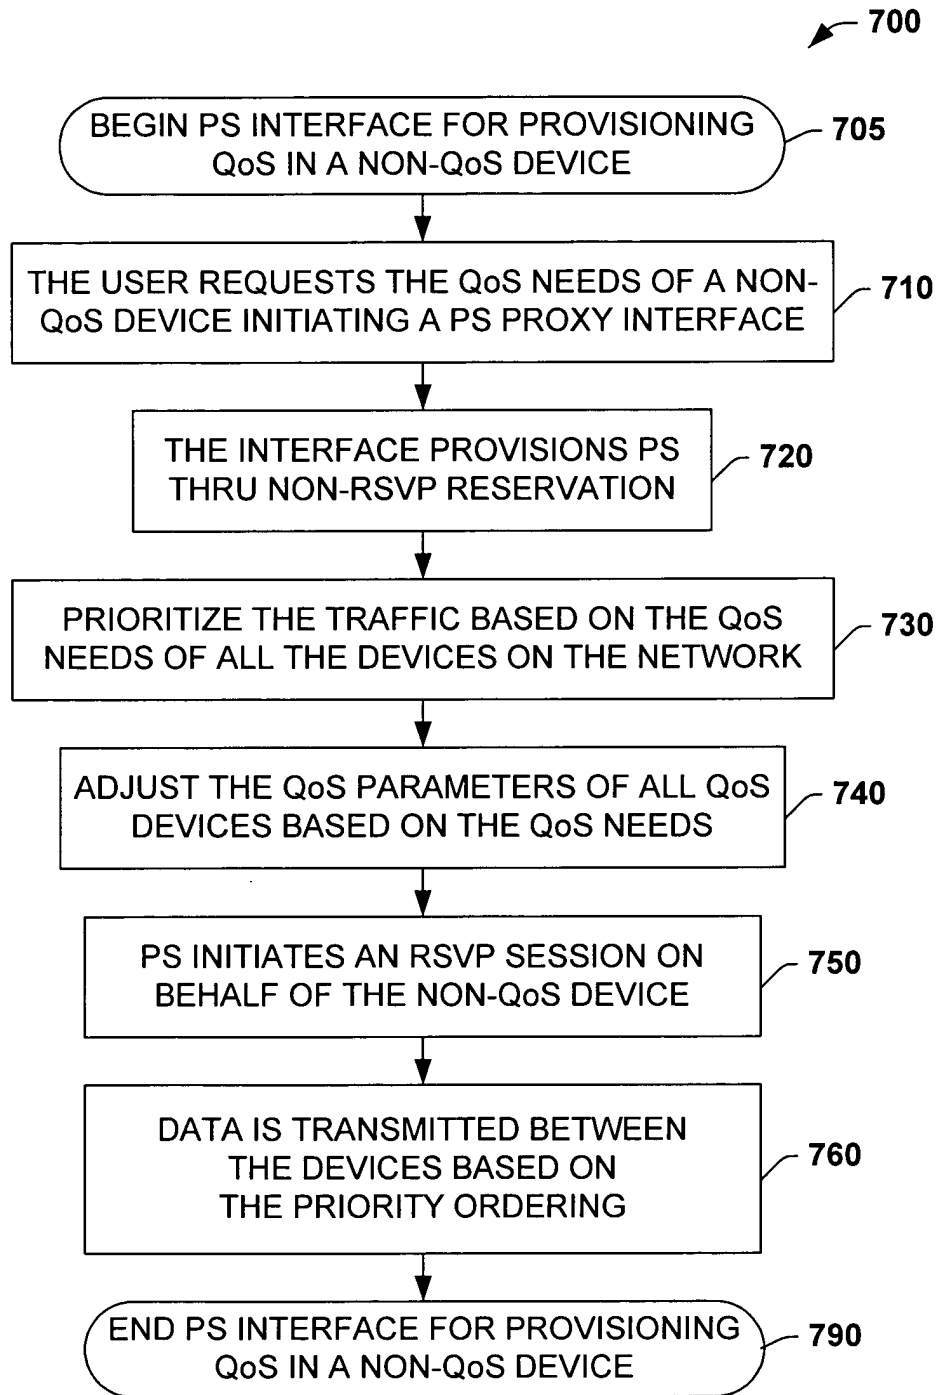 700
BEGIN PS INTERFACE FOR PROVISIONING
QoS IN A NON-QoS DEVICE
705
THE USER REQUESTS THE QoS NEEDS OF A NON-
QoS DEVICE INITIATING A PS PROXY INTERFACE
710
THE INTERFACE PROVISIONS PS
THRU NON-RSVP RESERVATION
720
PRIORITIZE THE TRAFFIC BASED ON THE QoS
NEEDS OF ALL THE DEVICES ON THE NETWORK
730
ADJUST THE QoS PARAMETERS OF ALL QoS
DEVICES BASED ON THE QoS NEEDS
740
PS INITIATES AN RSVP SESSION ON
BEHALF OF THE NON-QoS DEVICE
750
DATA IS TRANSMITTED BETWEEN
THE DEVICES BASED ON
THE PRIORITY ORDERING
760
END PS INTERFACE FOR PROVISIONING
QoS IN A NON-QoS DEVICE
790